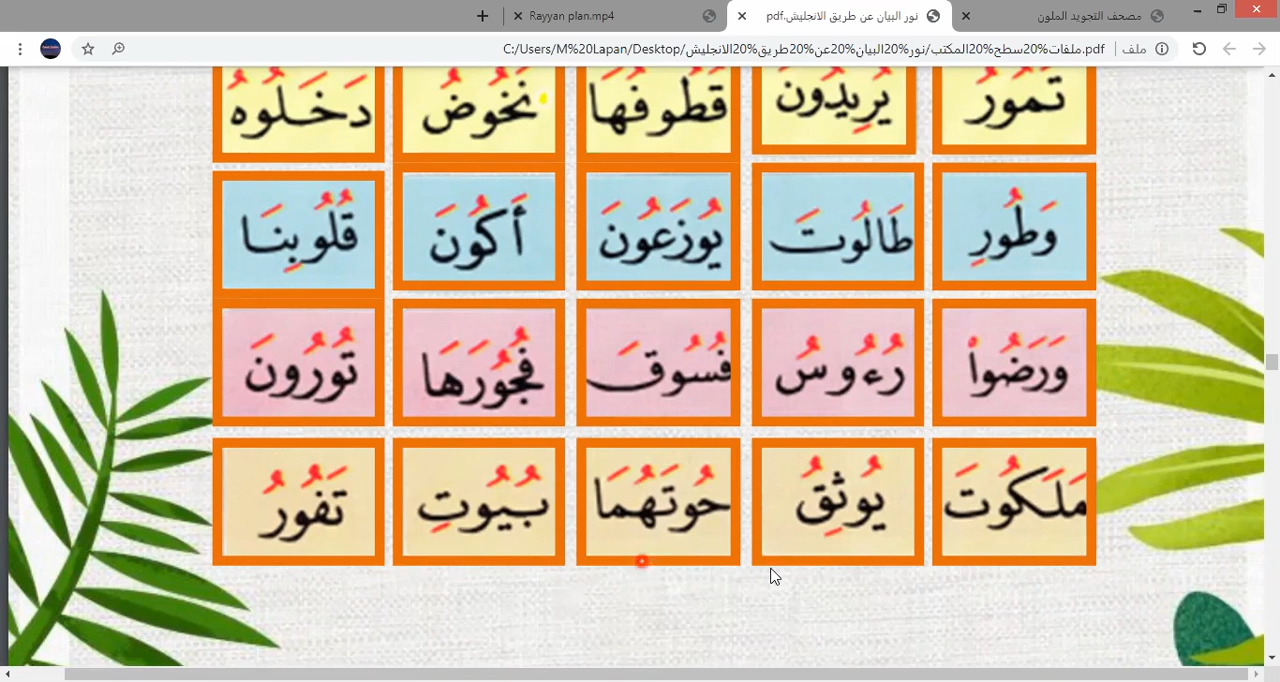 مصحف التجويد الملون نور البيان عن طريق الانجليش.pdf Rayyan plan.mp4
ملف C:/Users/M%20Lapan/Desktop/ملفات%20سطح%20المكتب/نور%20البيان%20عن%20طريق%20الانجليش.pdf
تَمُورُ يُرِيدُونَ قُطُوفُهَا نَخُوضُ دَخَلُوهُ
وَطُورِ طَالُوتَ يُوزَعُونَ أَكُونَ قُلُوبِنَا
وَرَضُواْ رُءُوسُ فُسُوقَ فُجُورَهَا تُورُونَ
مَلَكُوتَ يُوثِقُ حُوتَهُمَا بُيُوتِ تَفُورُ